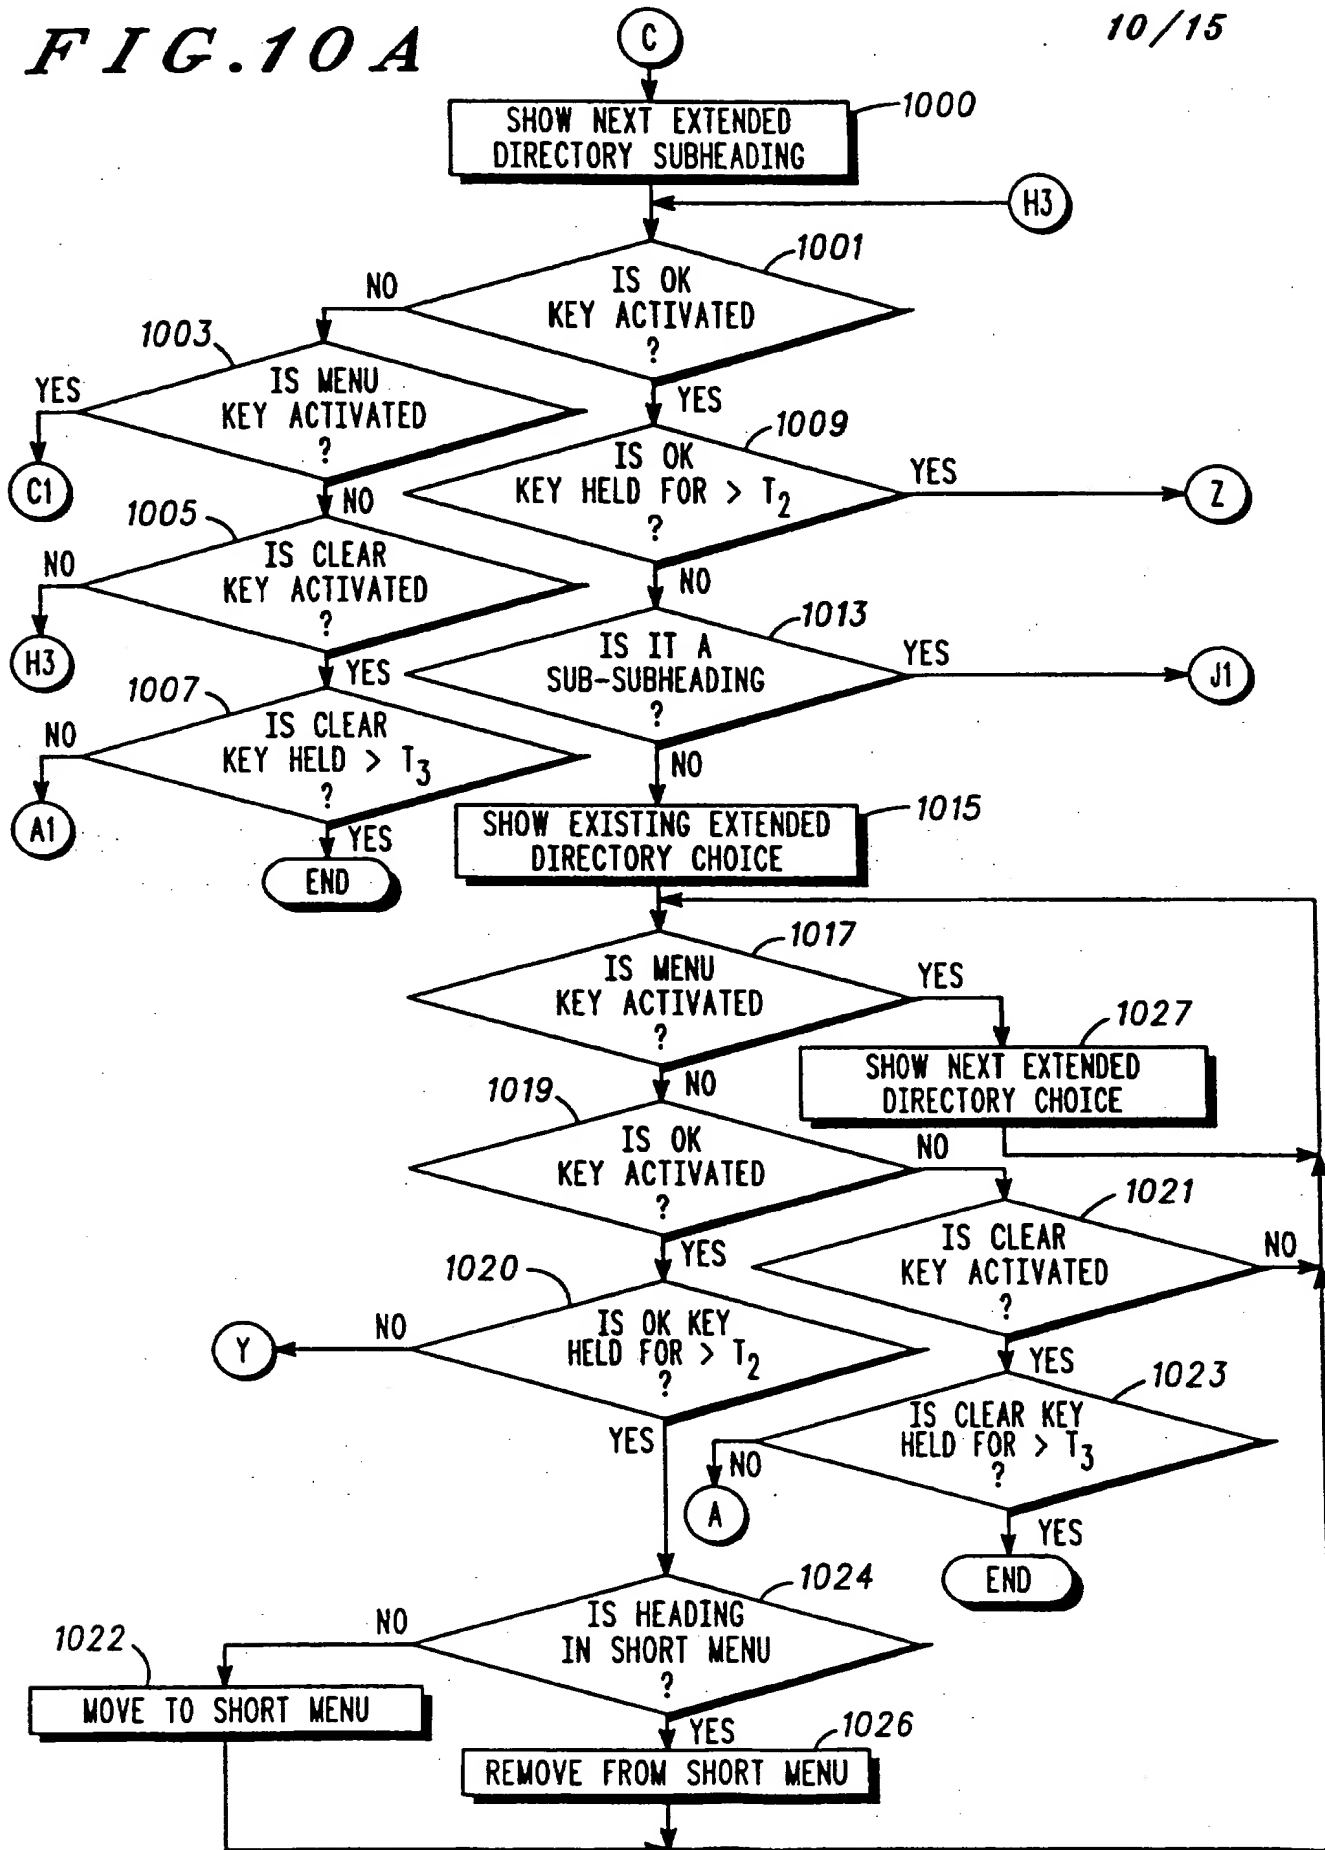 FIG.10A
10/15
C
1000
SHOW NEXT EXTENDED
DIRECTORY SUBHEADING
H3
1001
IS OK
KEY ACTIVATED
?
NO
YES
1003
IS MENU
KEY ACTIVATED
?
YES
NO
C1
1009
IS OK
KEY HELD FOR > T2
?
YES
NO
Z
1005
IS CLEAR
KEY ACTIVATED
?
NO
YES
H3
1013
IS IT A
SUB-SUBHEADING
?
YES
NO
J1
1007
IS CLEAR
KEY HELD > T3
?
NO
YES
A1
END
1015
SHOW EXISTING EXTENDED
DIRECTORY CHOICE
1017
IS MENU
KEY ACTIVATED
?
YES
NO
1027
SHOW NEXT EXTENDED
DIRECTORY CHOICE
1019
IS OK
KEY ACTIVATED
?
NO
YES
1021
IS CLEAR
KEY ACTIVATED
?
NO
YES
1020
IS OK KEY
HELD FOR > T2
?
NO
YES
Y
1023
IS CLEAR KEY
HELD FOR > T3
?
NO
YES
A
END
1024
IS HEADING
IN SHORT MENU
?
NO
YES
1022
MOVE TO SHORT MENU
1026
REMOVE FROM SHORT MENU